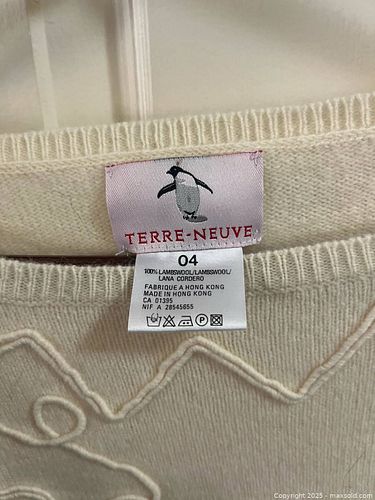 TERRE-NEUVE
04
100% LAMBSWOOL/LAMBSWOOL/
LANA CORDERO
FABRIQUE A HONG KONG
MADE IN HONG KONG
CA 01395
NIF A 28545655
P
Copyright 2025 - maxsold.com